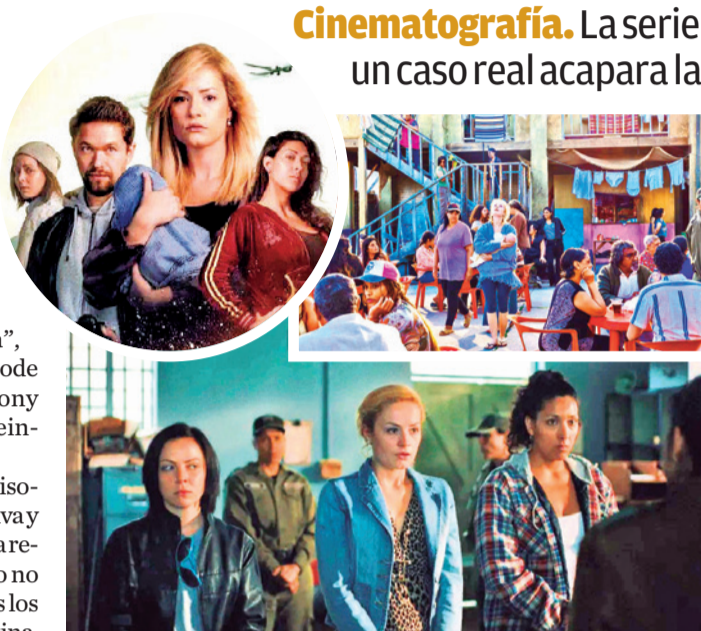 Cinematografía. La serie
un caso real acapara la
”,
ode
ony
ein-
iso-
va y
are-
o no
s los